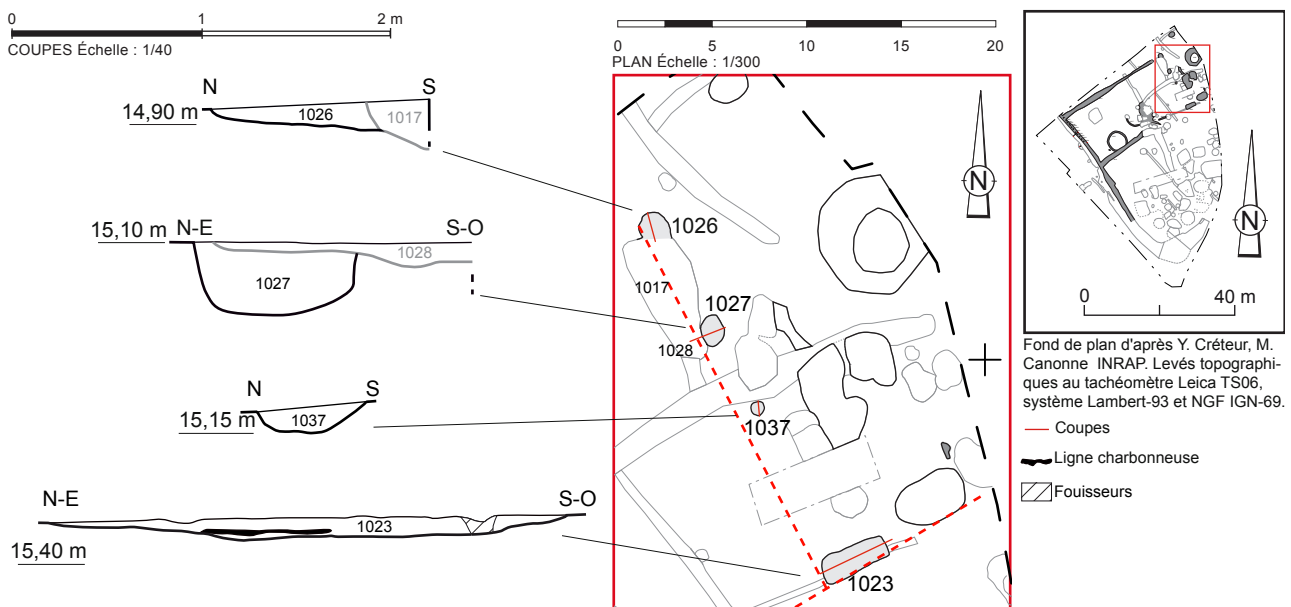 0 1 2 m
COUPES Échelle : 1/40
N S
14,90 m
1026
1017
N-E S-O
15,10 m
1028
1027
N S
15,15 m
1037
N-E S-O
1023
15,40 m
0 5 10 15 20
PLAN Échelle : 1/300
N
1026
1017
1027
1028
1037
1023
N
0 40 m
Fond de plan d'après Y. Créteur, M.
Canonne INRAP. Levés topographi-
ques au tachéomètre Leica TS06,
système Lambert-93 et NGF IGN-69.
Coupes
Ligne charbonneuse
Fouisseurs